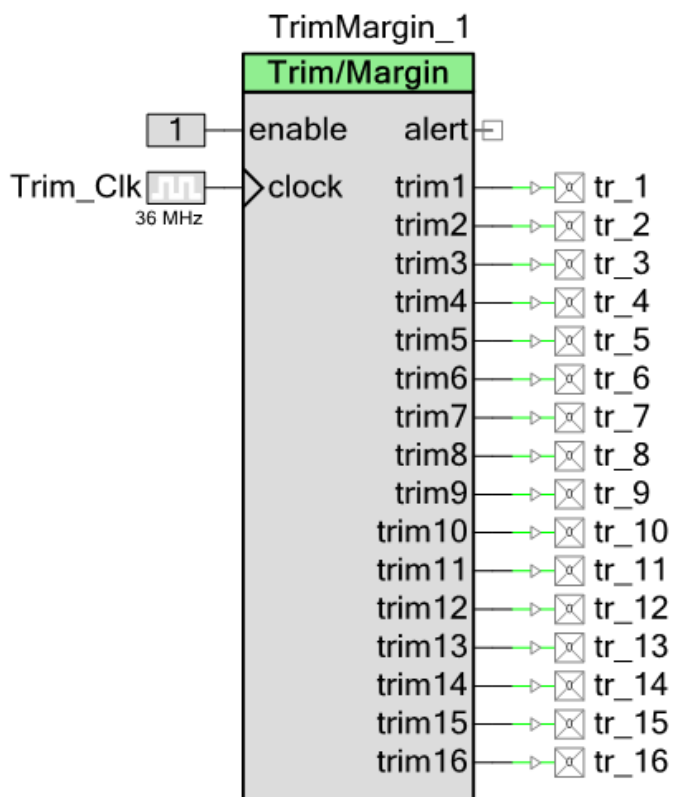 TrimMargin_1
Trim/Margin
1 enable alert
Trim_Clk clock trim1 tr_1
36 MHz
trim2 tr_2
trim3 tr_3
trim4 tr_4
trim5 tr_5
trim6 tr_6
trim7 tr_7
trim8 tr_8
trim9 tr_9
trim10 tr_10
trim11 tr_11
trim12 tr_12
trim13 tr_13
trim14 tr_14
trim15 tr_15
trim16 tr_16